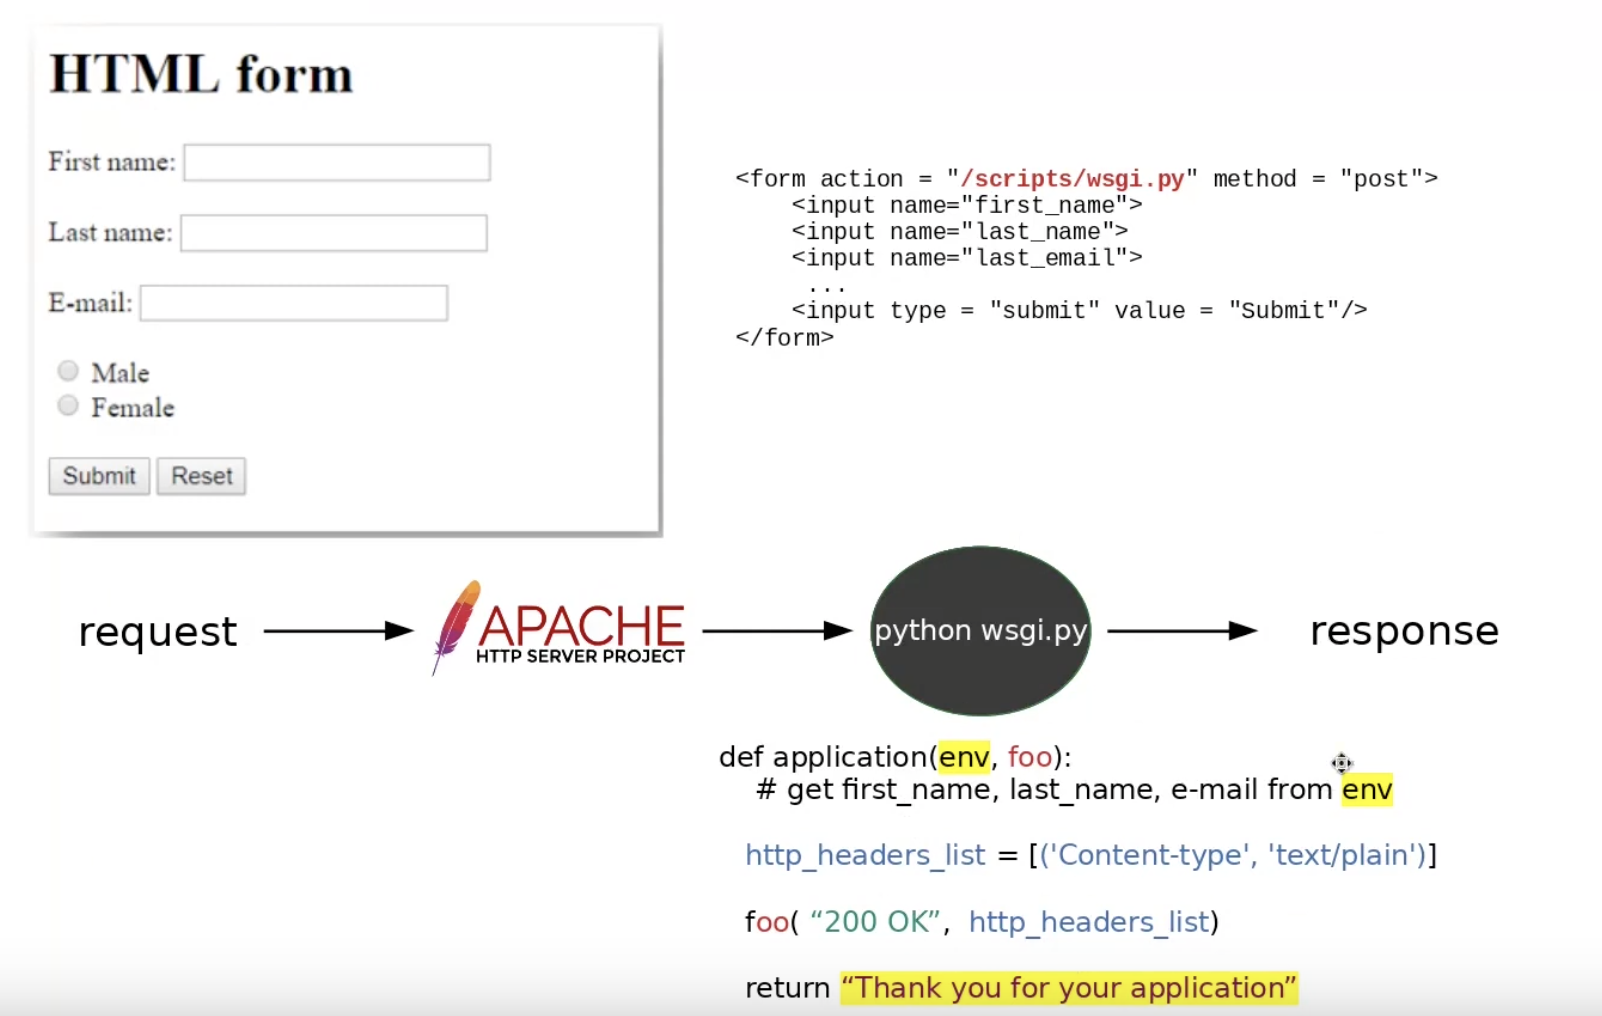 HTML form
First name:
Last name:
E-mail:
Male
Female
Submit Reset
<form action = "/scripts/wsgi.py" method = "post">
<input name="first_name">
<input name="last_name">
<input name="last_email">
...
<input type = "submit" value = "Submit"/>
</form>
request
APACHE
HTTP SERVER PROJECT
python wsgi.py
response
def application(env, foo):
# get first_name, last_name, e-mail from env
http_headers_list = [('Content-type', 'text/plain')]
foo( “200 OK”, http_headers_list)
return “Thank you for your application”